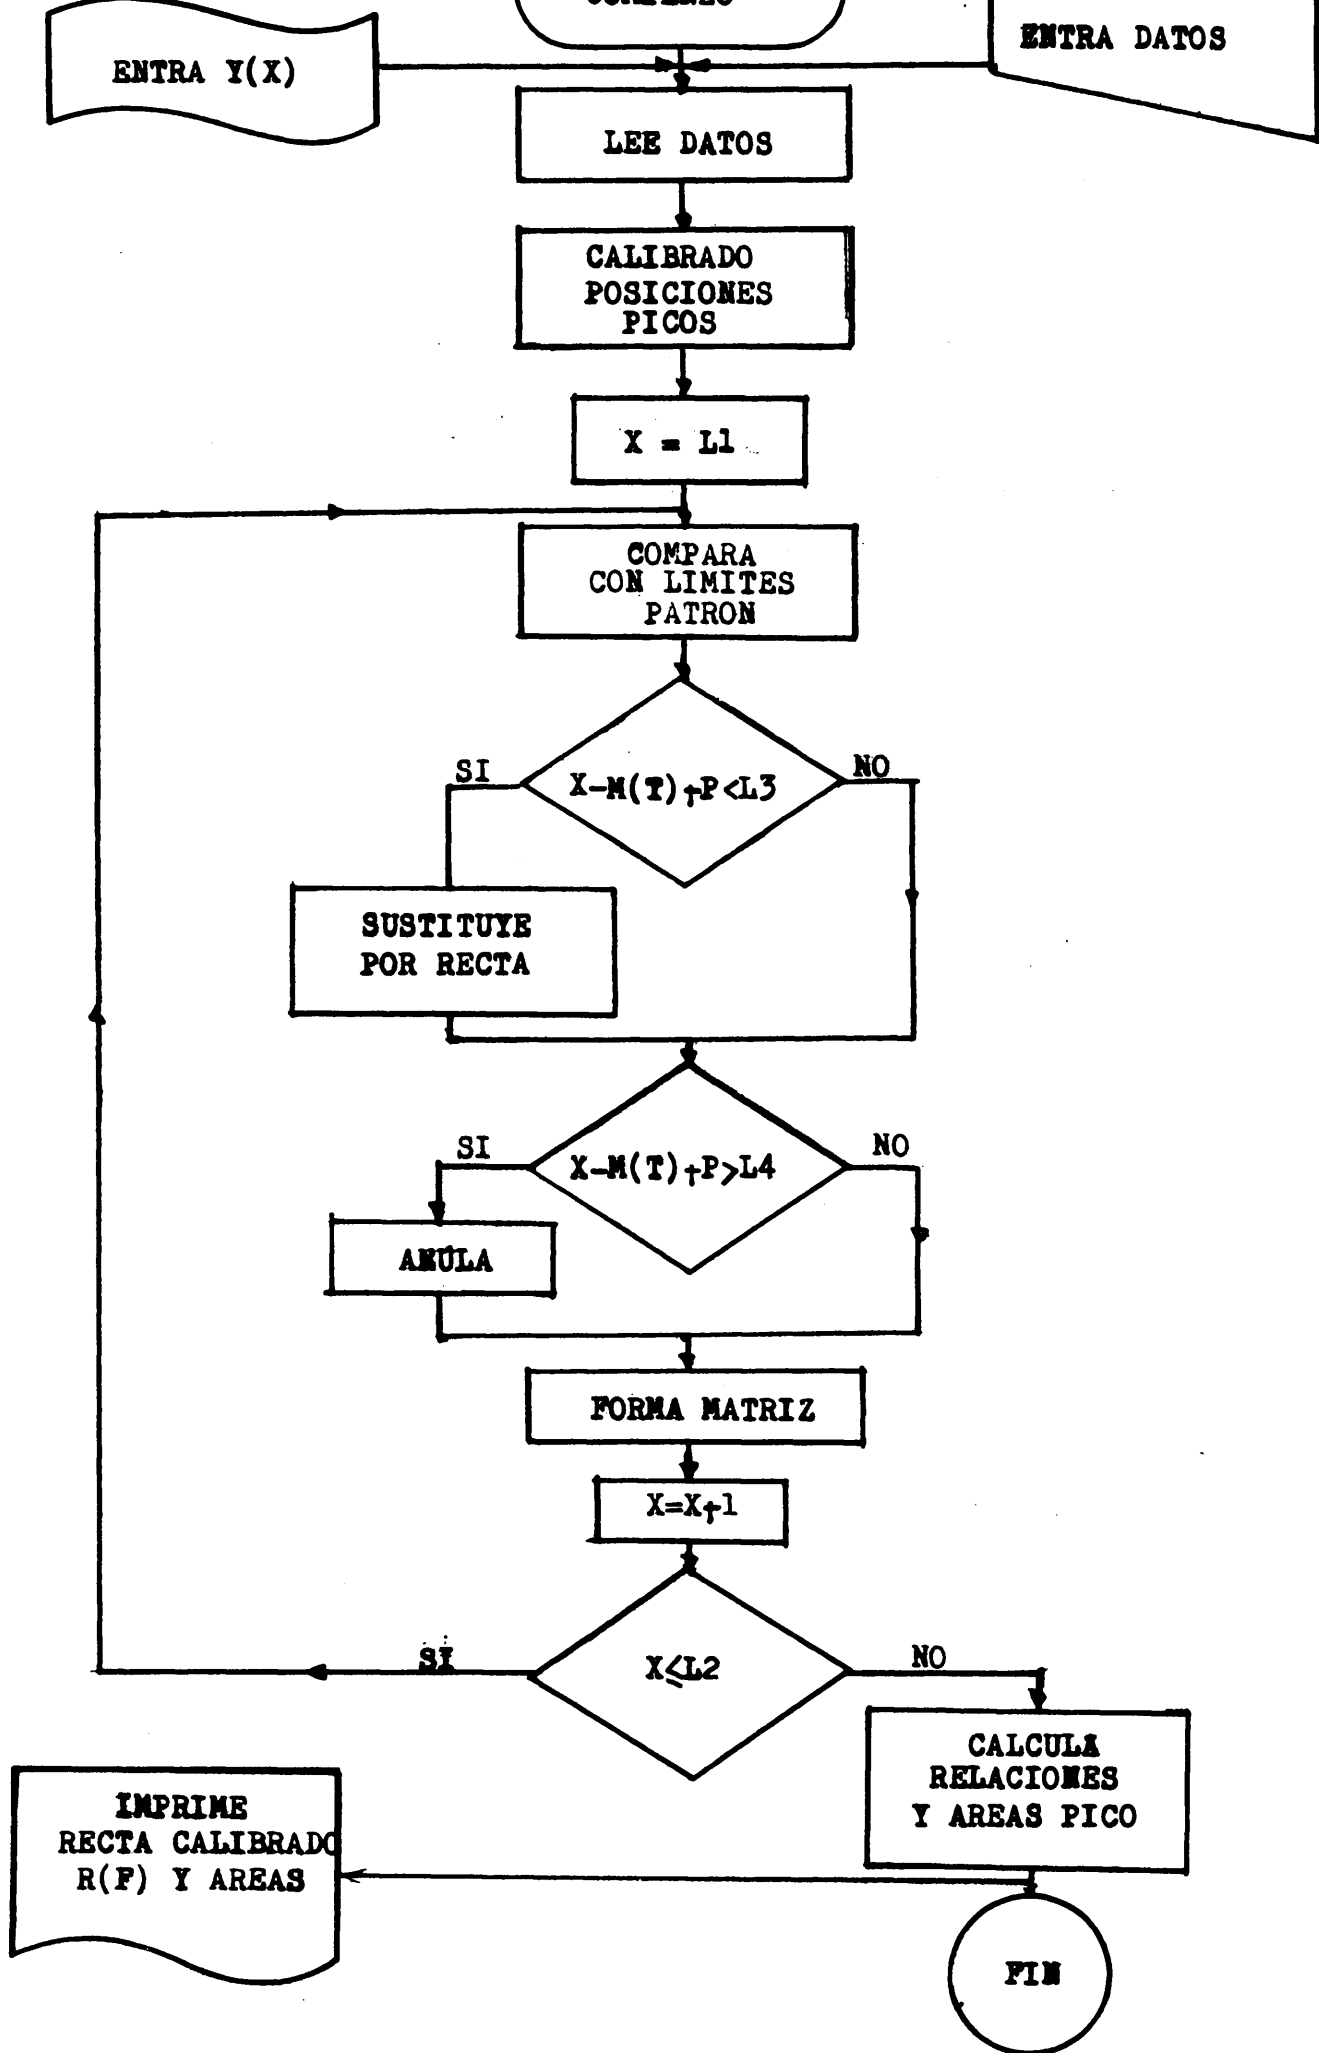 ENTRA Y(X)
ENTRA DATOS
LEE DATOS
CALIBRADO
POSICIONES
PICOS
X = L1
COMPARA
CON LIMITES
PATRON
SI
X-M(T)+P<L3
NO
SUSTITUYE
POR RECTA
SI
X-M(T)+P>L4
NO
ANULA
FORMA MATRIZ
X=X+1
SI
X≤L2
NO
CALCULA
RELACIONES
Y AREAS PICO
IMPRIME
RECTA CALIBRADO
R(F) Y AREAS
FIN